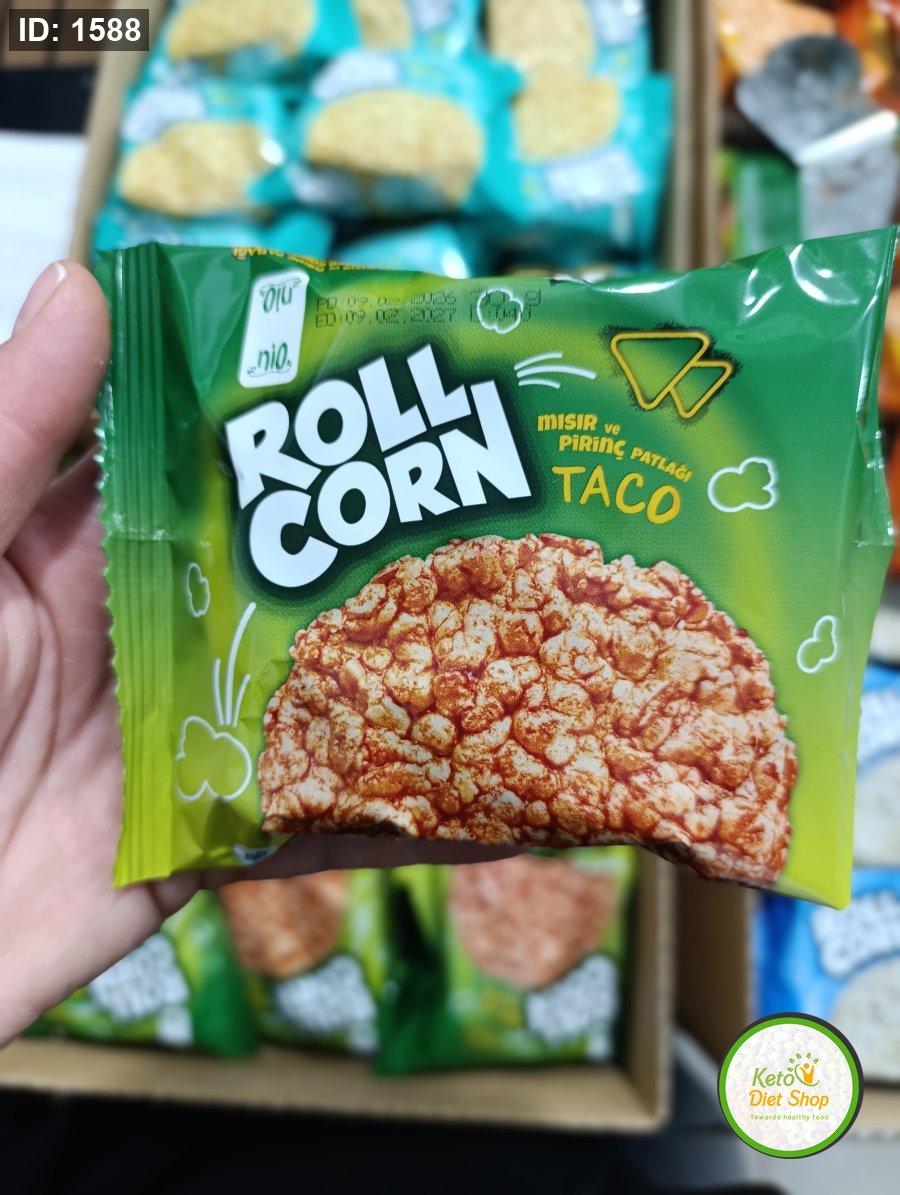 ID: 1588
nio
nio
ED:09.02.2027
ROLL
CORN
MISIR ve
PİRİNÇ PATLAĞI
TACO
Keto
Diet Shop
Towards healthy food